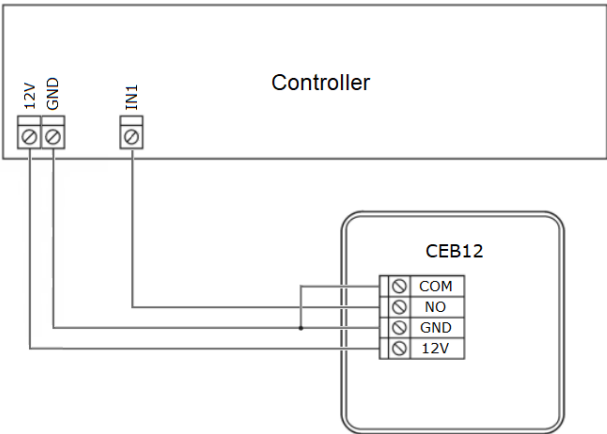 Controller
12V
GND
IN1
CEB12
COM
NO
GND
12V